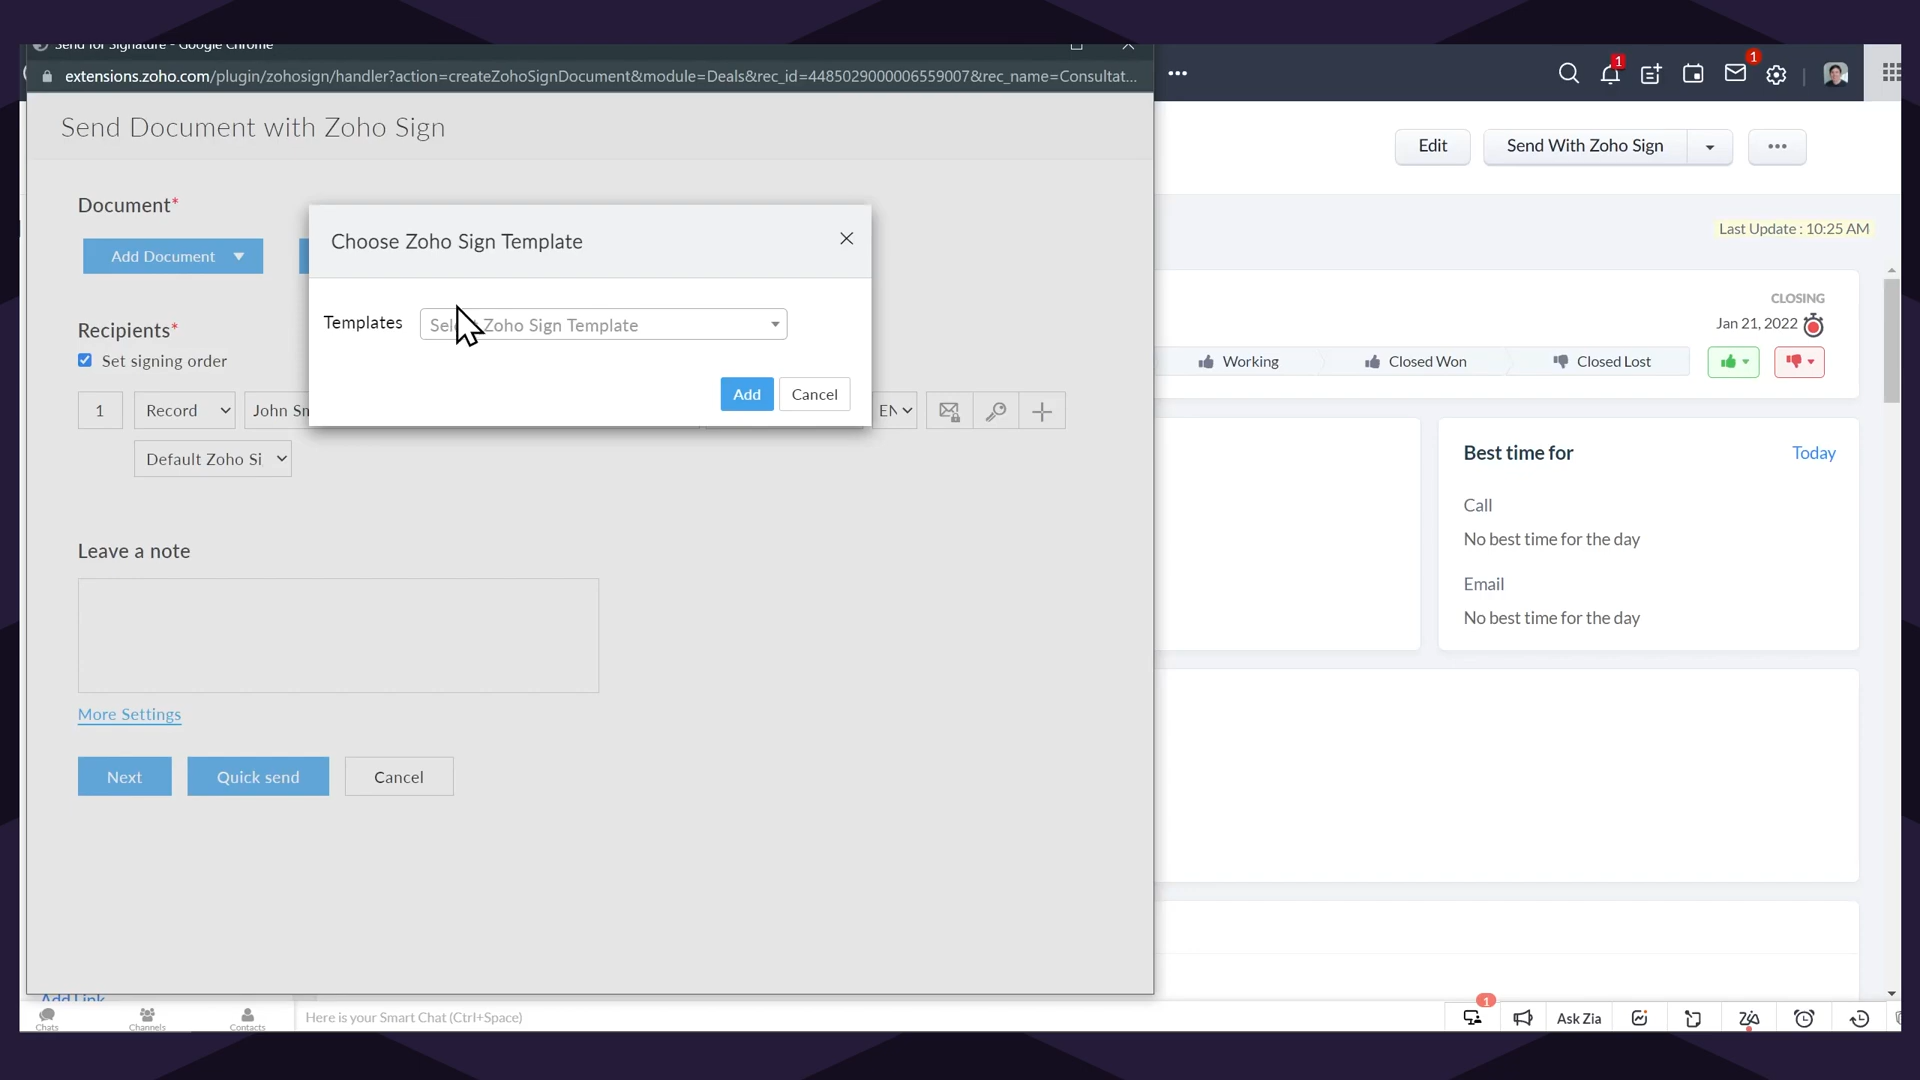 Send for Signature - Google Chrome
extensions.zoho.com/plugin/zohosign/handler?action=createZohoSignDocument&module=Deals&rec_id=4485029000006559007&rec_name=Consultat...
1
1
Send Document with Zoho Sign
Edit
Send With Zoho Sign
Document*
Last Update : 10:25 AM
Choose Zoho Sign Template
Add Document
CLOSING
Templates
Zoho Sign Template
Jan 21, 2022
Recipients*
Set signing order
Working
Closed Won
Closed Lost
Add
Cancel
1
Record
John Sm
EN
Default Zoho Si
Best time for
Today
Call
No best time for the day
Email
No best time for the day
Leave a note
More Settings
Next
Quick send
Cancel
Add Link
1
Chats
Channels
Contacts
Here is your Smart Chat (Ctrl+Space)
Ask Zia